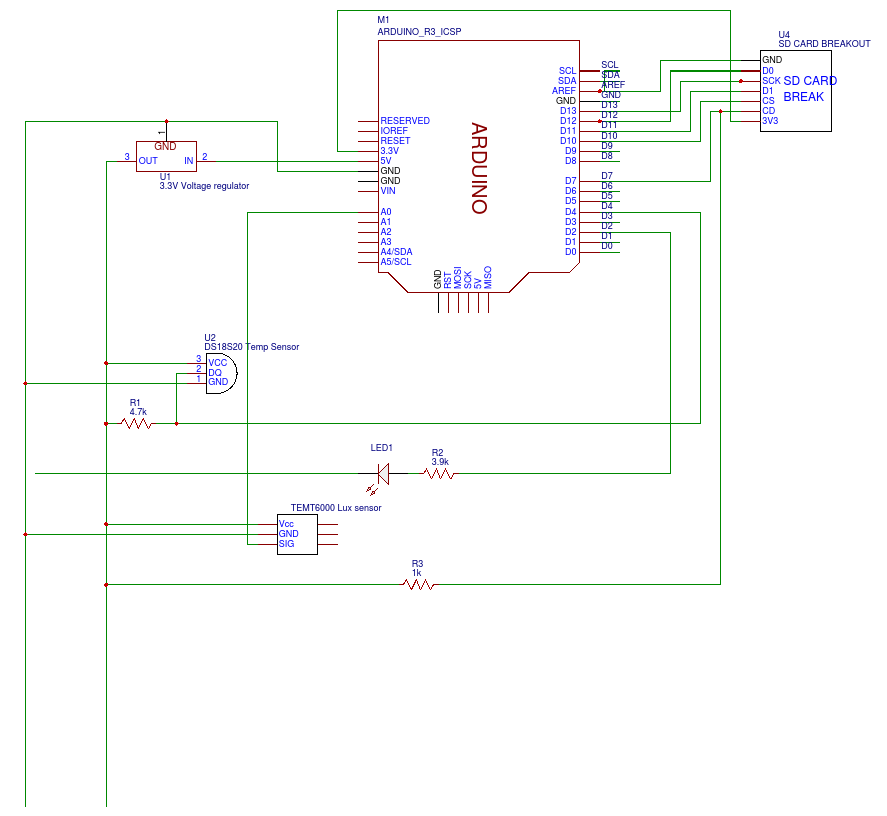 M1
ARDUINO_R3_ICSP
U4
SD CARD BREAKOUT
SCL
SDA
AREF
GND
D13
D12
D11
D10
D9
D8
D7
D6
D5
D4
D3
D2
D1
D0
SCL
SDA
AREF
GND
D13
D12
D11
D10
D9
D8
D7
D6
D5
D4
D3
D2
D1
D0
GND
D0
SCK
D1
CS
CD
3V3
SD CARD
BREAK
RESERVED
IOREF
RESET
3.3V
5V
GND
GND
VIN
A0
A1
A2
A3
A4/SDA
A5/SCL
ARDUINO
GND
RST
MOSI
SCK
5V
MISO
1
GND
3 OUT IN 2
U1
3.3V Voltage regulator
U2
DS18S20 Temp Sensor
3 VCC
2 DQ
1 GND
R1
4.7k
LED1
R2
3.9k
TEMT6000 Lux sensor
Vcc
GND
SIG
R3
1k